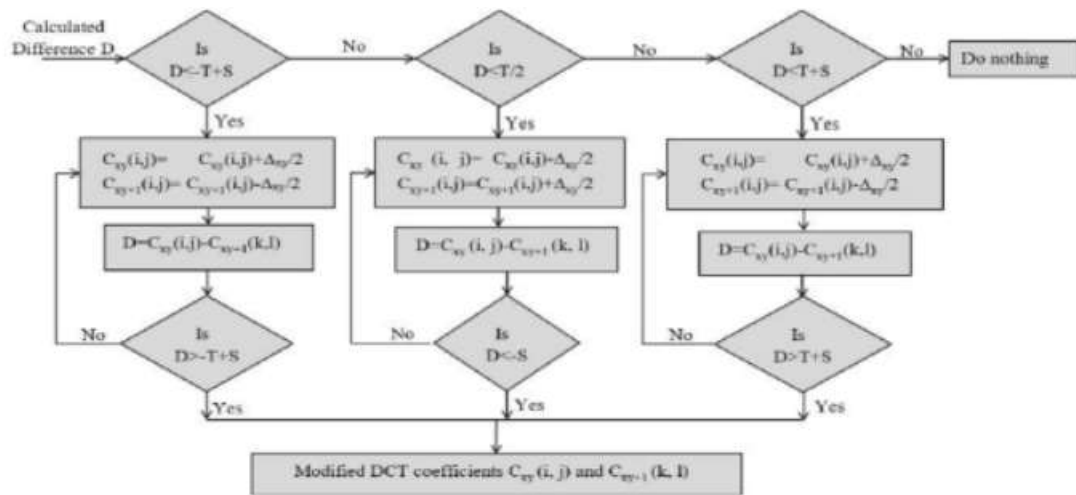 Calculated
Difference D
Is
D<-T+S
No
Is
D<T/2
No
Is
D<T+S
No
Do nothing
Yes
Yes
Yes
Cxy(i,j)= Cxy(i,j)+Δxy/2
Cxy+1(i,j)= Cxy+1(i,j)-Δxy/2
Cxy (i, j)= Cxy(i,j)-Δxy/2
Cxy+1(i,j)=Cxy+1(i,j)+Δxy/2
Cxy(i,j)= Cxy(i,j)+Δxy/2
Cxy+1(i,j)= Cxy+1(i,j)-Δxy/2
D=Cxy(i,j)-Cxy+1(k,l)
D=Cxy (i, j)-Cxy+1 (k, l)
D=Cxy(i,j)-Cxy+1(k,l)
No
Is
D>-T+S
No
Is
D<-S
No
Is
D>T+S
Yes
Yes
Yes
Modified DCT coefficients Cxy (i, j) and Cxy+1 (k, l)